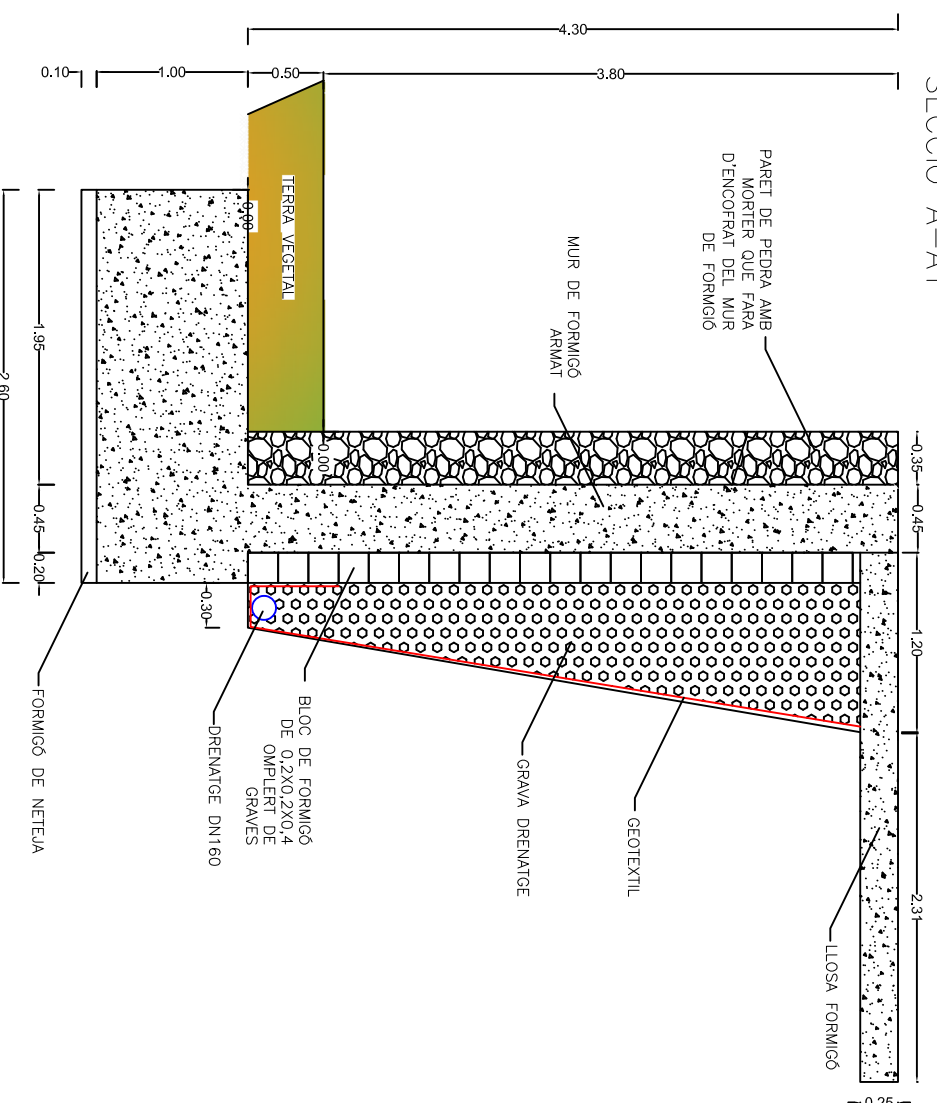 4.30
3.80
0.50
1.00
0.10
PARET DE PEDRA AMB
MORTER QUE FARA
D'ENCOFRAT DEL MUR
DE FORMGIÓ
MUR DE FORMIGÓ
ARMAT
TERRA VEGETAL
0.00
0.00
0.35
0.45
1.20
2.31
0.25
1.95
0.45
0.20
0.30
2.60
LLOSA FORMIGÓ
GEOTEXTIL
GRAVA DRENATGE
BLOC DE FORMIGÓ
DE 0,2X0,2X0,4
OMPLERT DE
GRAVES
DRENATGE DN160
FORMIGÓ DE NETEJA